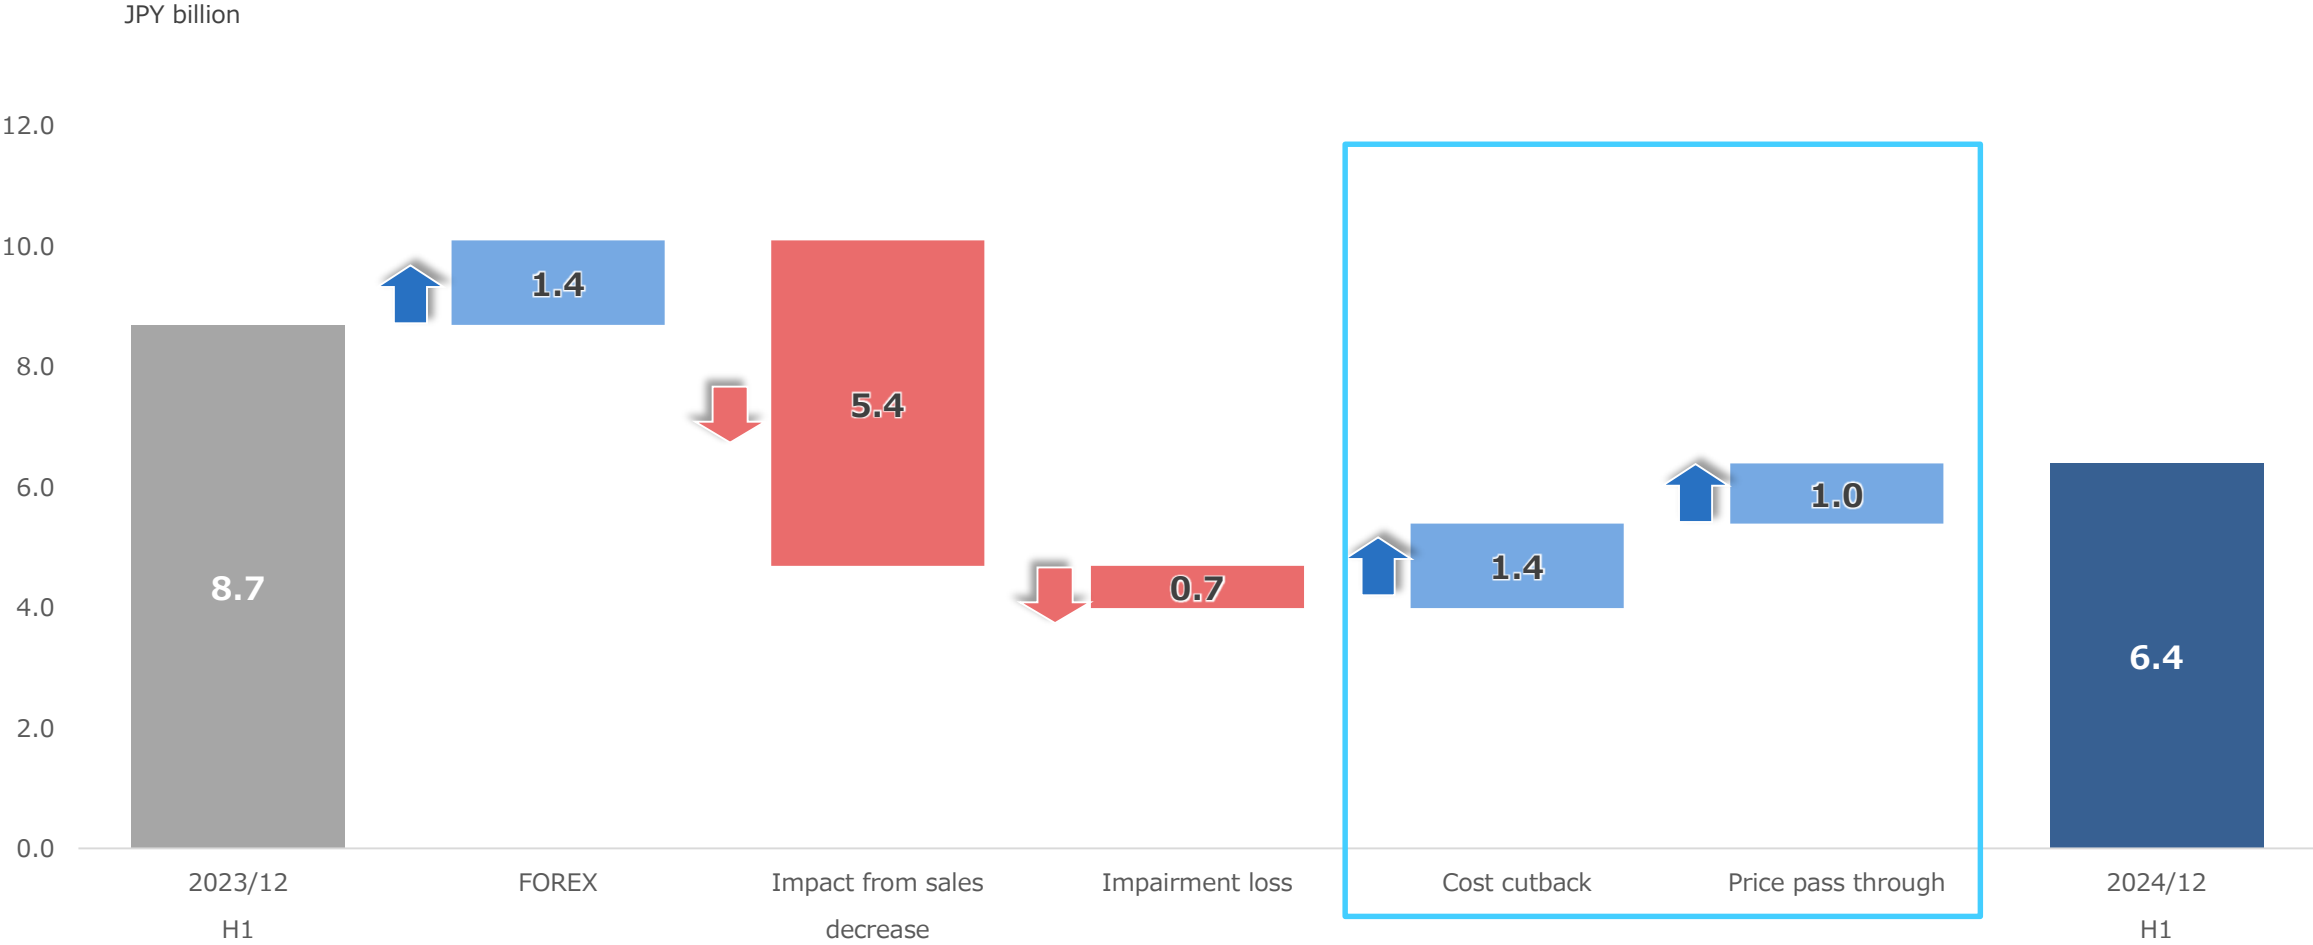 JPY billion
12.0
10.0
8.0
6.0
4.0
2.0
0.0
8.7
1.4
5.4
0.7
1.4
1.0
6.4
2023/12
H1
FOREX
Impact from sales
decrease
Impairment loss
Cost cutback
Price pass through
2024/12
H1